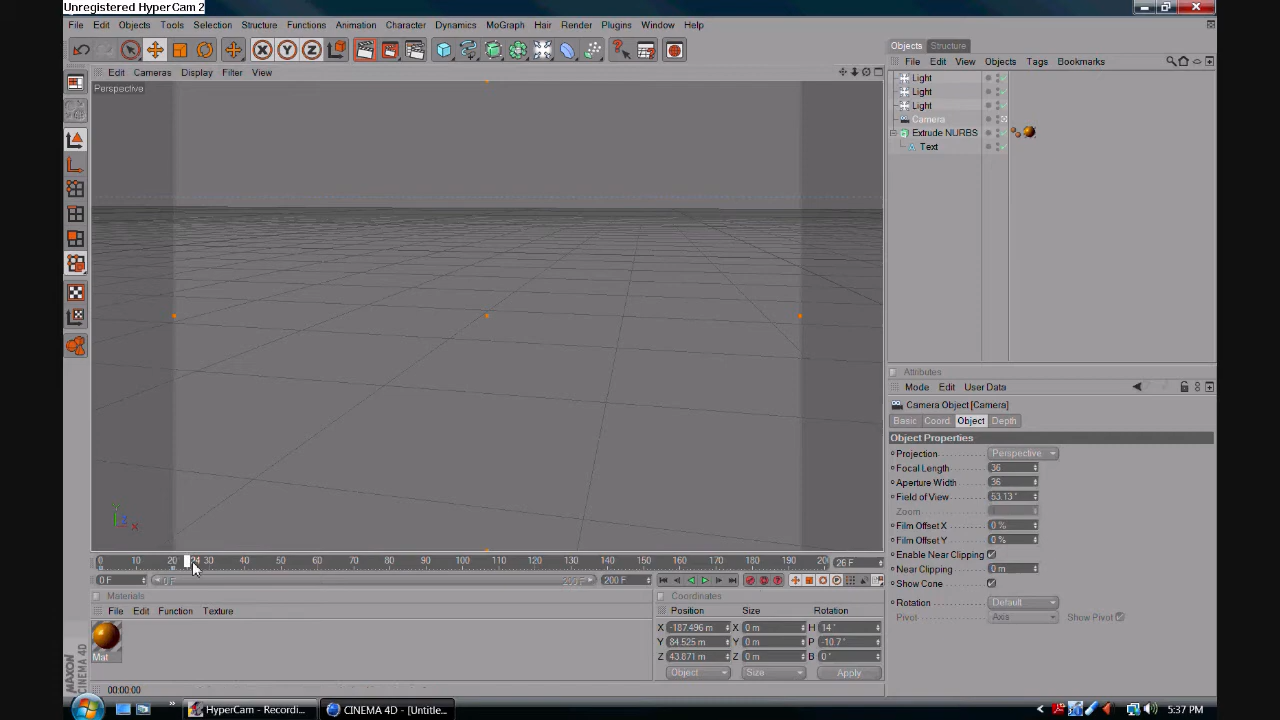 Unregistered HyperCam 2
File Edit Objects Tools Selection Structure Functions Animation Character Dynamics MoGraph Hair Render Plugins Window Help
Objects Structure
Edit Cameras Display Filter View
File Edit View Objects Tags Bookmarks
Perspective
Light
Light
Light
Camera
Extrude NURBS
Text
Attributes
Mode Edit User Data
Camera Object [Camera]
Basic Coord. Object Depth
Object Properties
Projection Perspective
Focal Length 36
Aperture Width 36
Field of View 53.13 °
Zoom 1
Film Offset X 0 %
Film Offset Y 0 %
Enable Near Clipping
Near Clipping 0 m
Show Cone
Rotation Default
Pivot Axis Show Pivot
Y
Z
X
0 10 20 24 30 40 50 60 70 80 90 100 110 120 130 140 150 160 170 180 190 20 26 F
0 F 0 F 200 F 200 F
Materials
File Edit Function Texture
Mat
Coordinates
Position Size Rotation
X -187.496 m X 0 m H 14 °
Y 84.525 m Y 0 m P -10.7 °
Z 43.871 m Z 0 m B 0 °
Object Size Apply
MAXON
CINEMA 4D
00:00:00
HyperCam - Recordi... CINEMA 4D - [Untitle... 5:37 PM